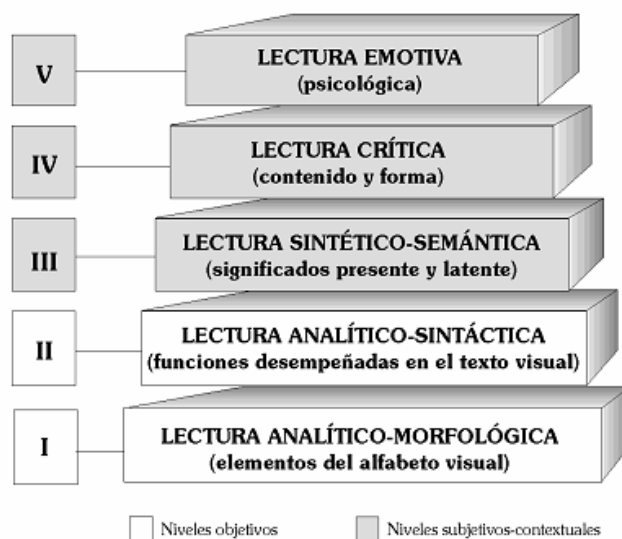 V
LECTURA EMOTIVA
(psicológica)
IV
LECTURA CRÍTICA
(contenido y forma)
III
LECTURA SINTÉTICO-SEMÁNTICA
(significados presente y latente)
II
LECTURA ANALÍTICO-SINTÁCTICA
(funciones desempeñadas en el texto visual)
I
LECTURA ANALÍTICO-MORFOLÓGICA
(elementos del alfabeto visual)
Niveles objetivos
Niveles subjetivos-contextuales